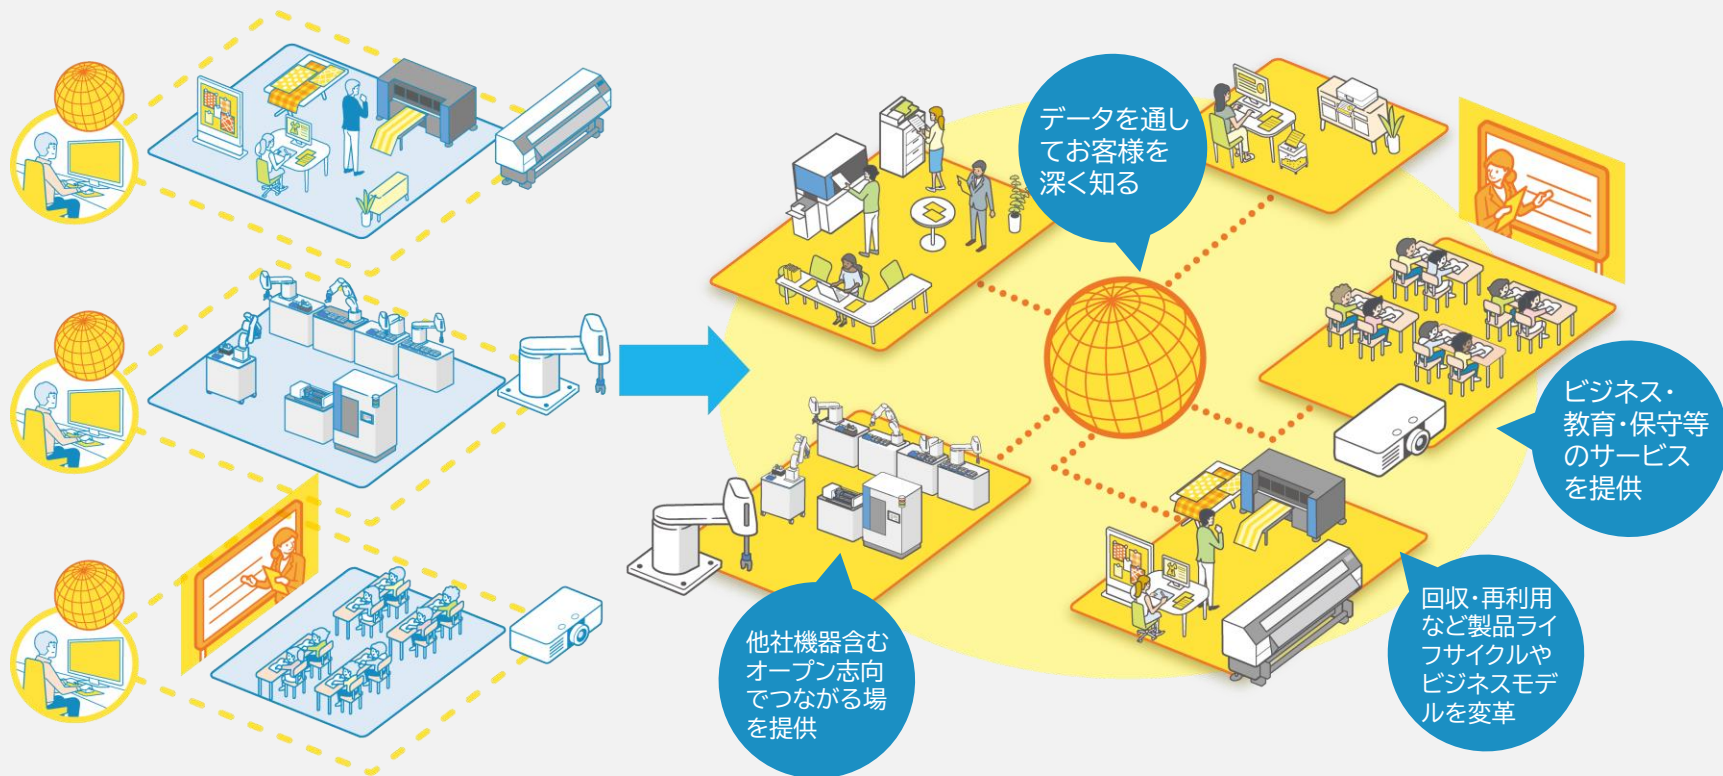 データを通し
てお客様を
深く知る
ビジネス・
教育・保守等
のサービス
を提供
他社機器含む
オープン志向
でつながる場
を提供
回収・再利用
など製品ライ
フサイクルや
ビジネスモデ
ルを変革